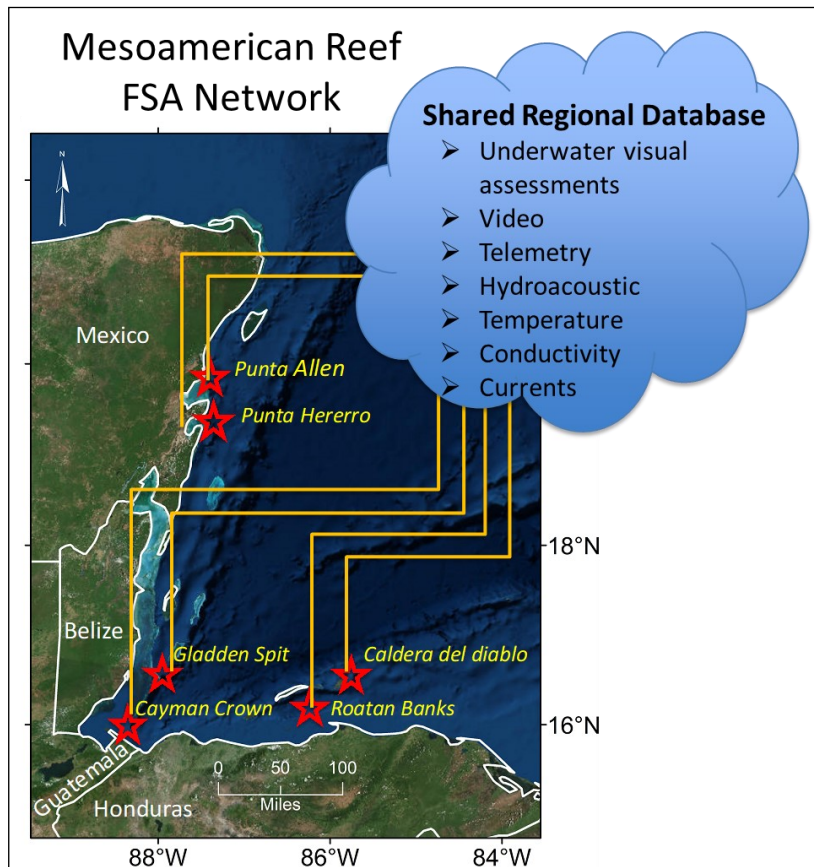 Mesoamerican Reef
FSA Network
Shared Regional Database
➢ Underwater visual
assessments
➢ Video
➢ Telemetry
➢ Hydroacoustic
➢ Temperature
➢ Conductivity
➢ Currents
N
Mexico
Punta Allen
Punta Hererro
18°N
Belize
Gladden Spit
Caldera del diablo
Cayman Crown
Roatan Banks
16°N
Guatemala
0 50 100
Miles
Honduras
88°W 86°W 84°W